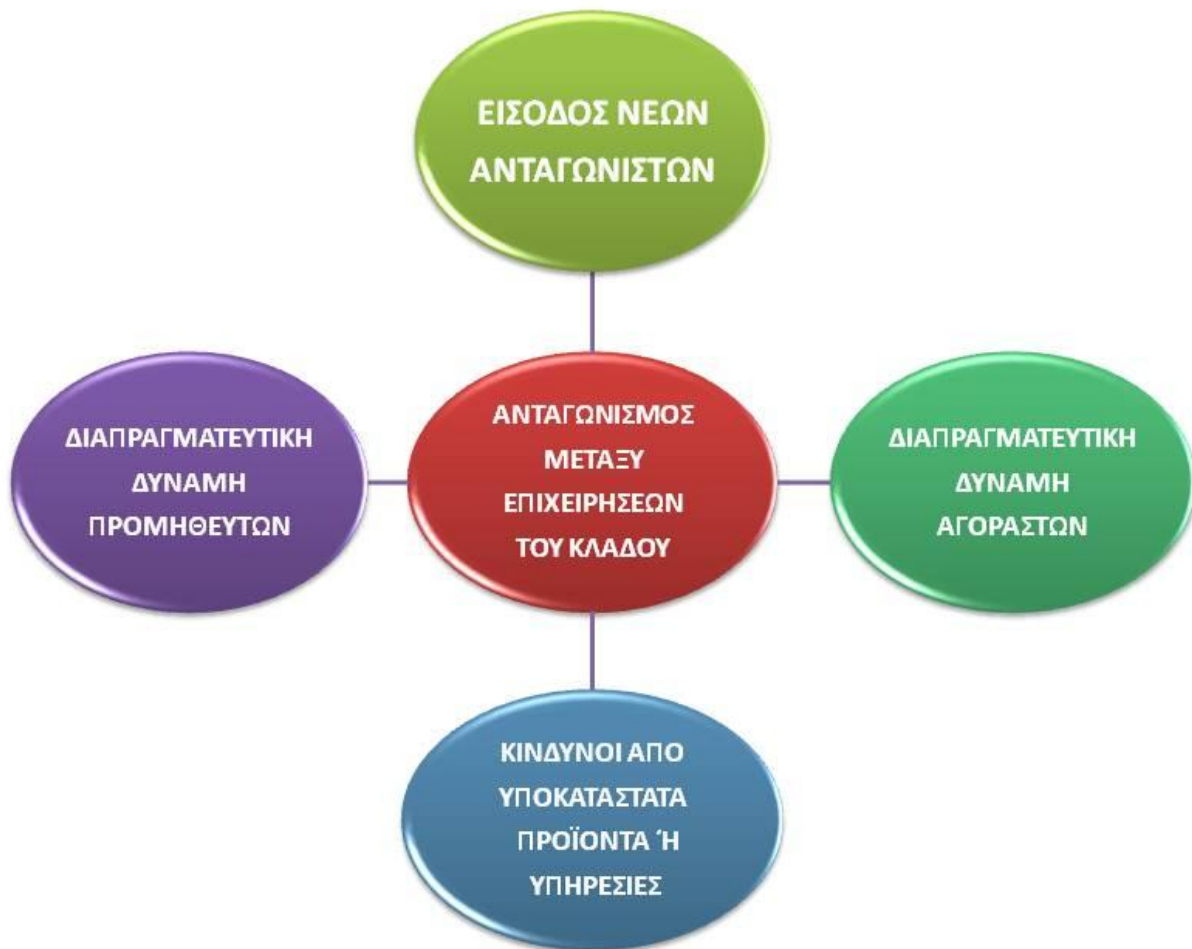 ΕΙΣΟΔΟΣ ΝΕΩΝ
ΑΝΤΑΓΩΝΙΣΤΩΝ
ΔΙΑΠΡΑΓΜΑΤΕΥΤΙΚΗ
ΔΥΝΑΜΗ
ΠΡΟΜΗΘΕΥΤΩΝ
ΑΝΤΑΓΩΝΙΣΜΟΣ
ΜΕΤΑΞΥ
ΕΠΙΧΕΙΡΗΣΕΩΝ
ΤΟΥ ΚΛΑΔΟΥ
ΔΙΑΠΡΑΓΜΑΤΕΥΤΙΚΗ
ΔΥΝΑΜΗ
ΑΓΟΡΑΣΤΩΝ
ΚΙΝΔΥΝΟΙ ΑΠΟ
ΥΠΟΚΑΤΑΣΤΑΤΑ
ΠΡΟΪΟΝΤΑ Ή
ΥΠΗΡΕΣΙΕΣ